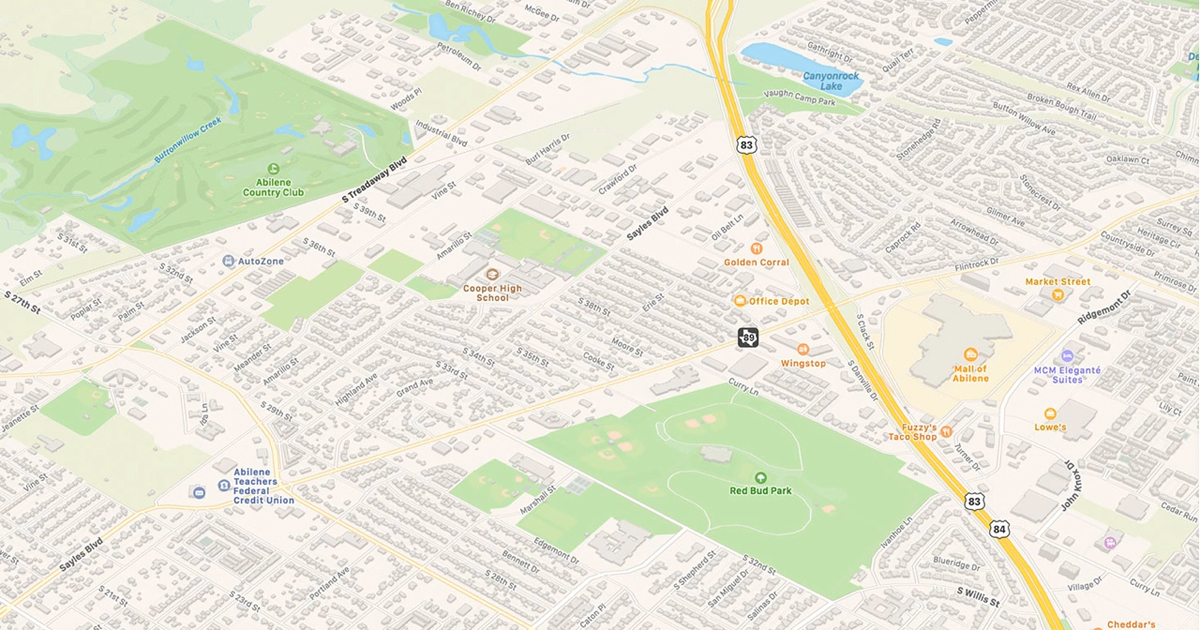 Ben Richey Dr
McGee Dr
Petroleum Dr
Gathright Dr
Quail Terr
Canyonrock
Lake
Rex Allen Dr
Broken Bough Trail
Button Willow Ave
Vaughn Camp Park
Woods Pl
Industrial Blvd
Buttonwillow Creek
Burl Harris Dr
83
Stonehedge Rd
Oaklawn Ct
Abilene
Country Club
S Treadaway Blvd
Vine St
Crawford Dr
Stonecrest Dr
S 39th St
Sayles Blvd
Oil Belt Ln
Gilmer Ave
Arrowhead Dr
Caprock Rd
Surrey Sq
Heritage Cir
Countryside Dr
Primrose Dr
S 31st St
S 36th St
Amarillo St
Golden Corral
Flintrock Dr
Elm St
S 32nd St
AutoZone
Cooper High
School
Market Street
S 27th St
Poplar St
Palm St
Jackson St
Vine St
Meander St
Amarillo St
S 38th St
Erie St
Office Depot
Ridgemont Dr
S Clack St
89
Moore St
Cooke St
S 35th St
S 34th St
S 33rd St
Wingstop
S Danville Dr
Mall of
Abilene
MCM Eleganté
Suites
Highland Ave
Grand Ave
Curry Ln
Jeanette St
Ida Ln
S 29th St
Fuzzy's
Taco Shop
Lowe's
Lily Ct
Turner Dr
John Knox Dr
Vine St
Abilene
Teachers
Federal
Credit Union
Marshall St
Red Bud Park
83
84
Ivanhoe Ln
Sayles Blvd
Edgemont Dr
Bennett Dr
S 26th St
S Shepherd St
S 32nd St
San Miguel Dr
Salinas Dr
Blueridge Dr
S Willis St
Village Dr
Curry Ln
Portland Ave
S 21st St
S 23rd St
Caton Pl
Cheddar's